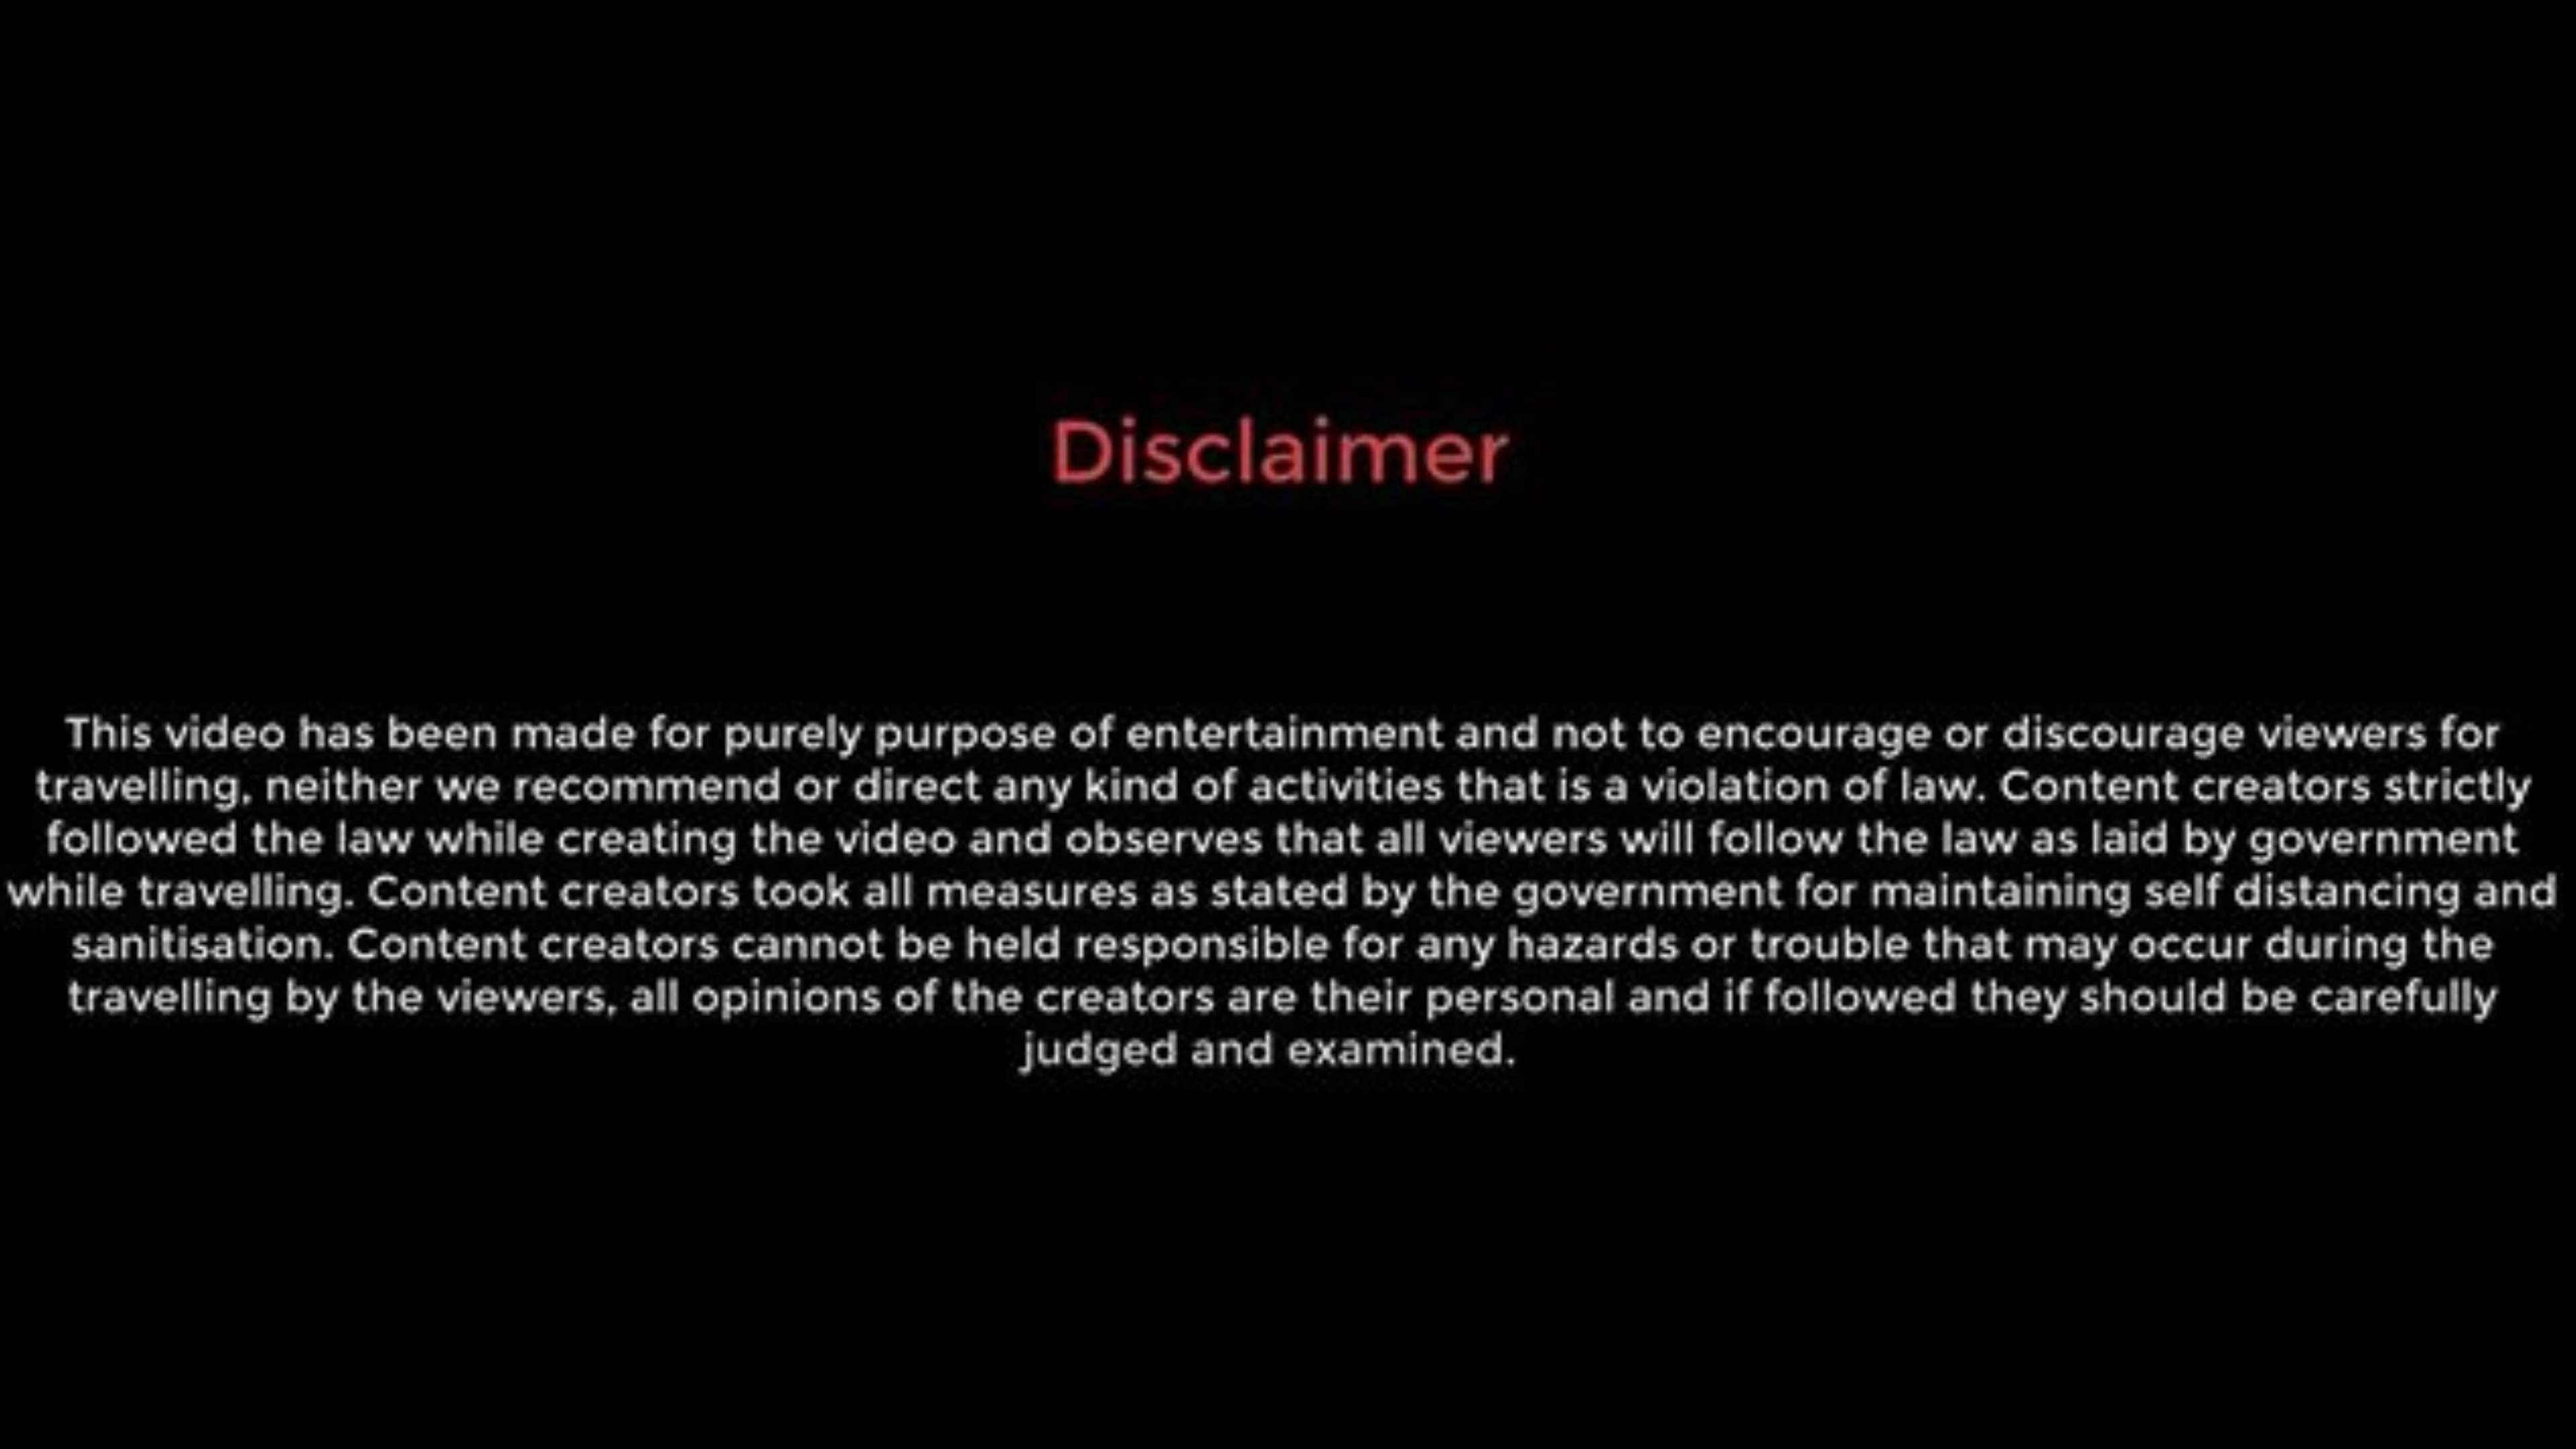 Disclaimer
This video has been made for purely purpose of entertainment and not to encourage or discourage viewers for
travelling, neither we recommend or direct any kind of activities that is a violation of law. Content creators strictly
followed the law while creating the video and observes that all viewers will follow the law as laid by government
while travelling. Content creators took all measures as stated by the government for maintaining self distancing and
sanitisation. Content creators cannot be held responsible for any hazards or trouble that may occur during the
travelling by the viewers, all opinions of the creators are their personal and if followed they should be carefully
judged and examined.